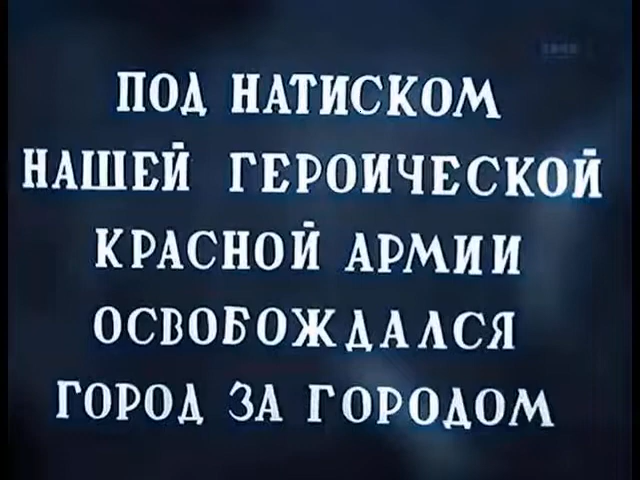 ПОД НАТИСКОМ
НАШЕЙ ГЕРОИЧЕСКОЙ
КРАСНОЙ АРМИИ
ОСВОБОЖДАЛСЯ
ГОРОД ЗА ГОРОДОМ